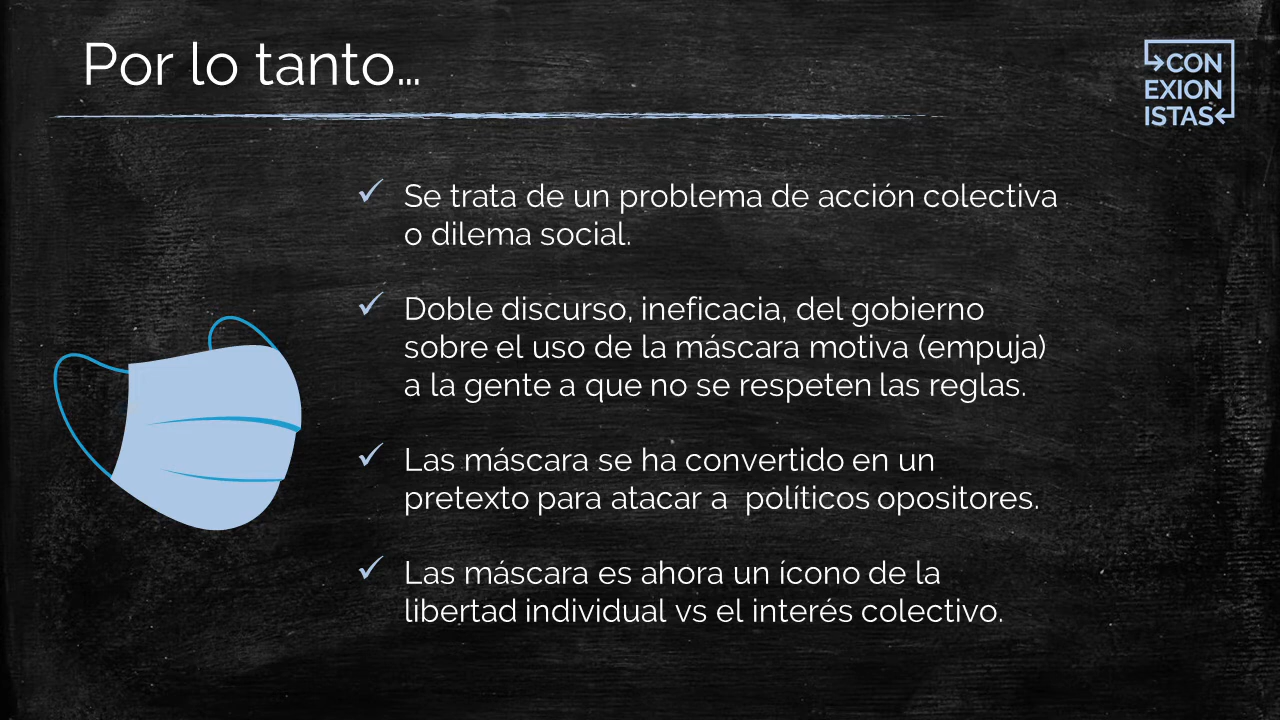 Por lo tanto…
CON
EXION
ISTAS
Se trata de un problema de acción colectiva
o dilema social.
Doble discurso, ineficacia, del gobierno
sobre el uso de la máscara motiva (empuja)
a la gente a que no se respeten las reglas.
Las máscara se ha convertido en un
pretexto para atacar a  políticos opositores.
Las máscara es ahora un ícono de la
libertad individual vs el interés colectivo.